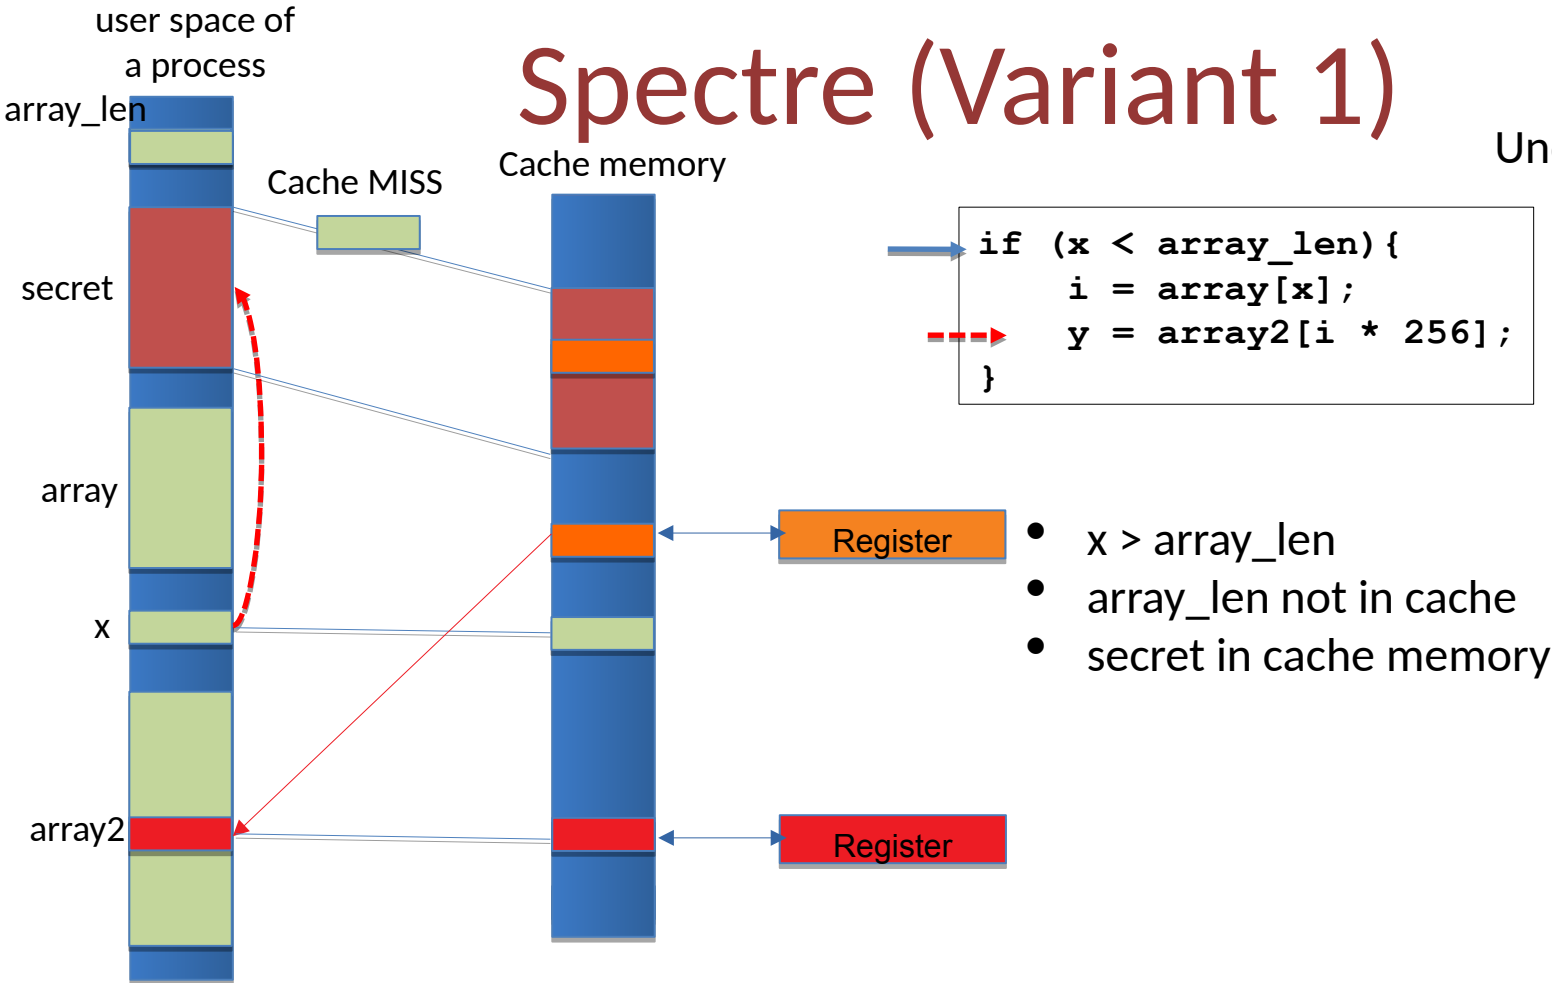 user space of
a process
Spectre (Variant 1)
array_len
Un
Cache MISS
Cache memory
if (x < array_len){
i = array[x];
y = array2[i * 256];
}
secret
array
x
array2
Register
Register
• x > array_len
• array_len not in cache
• secret in cache memory